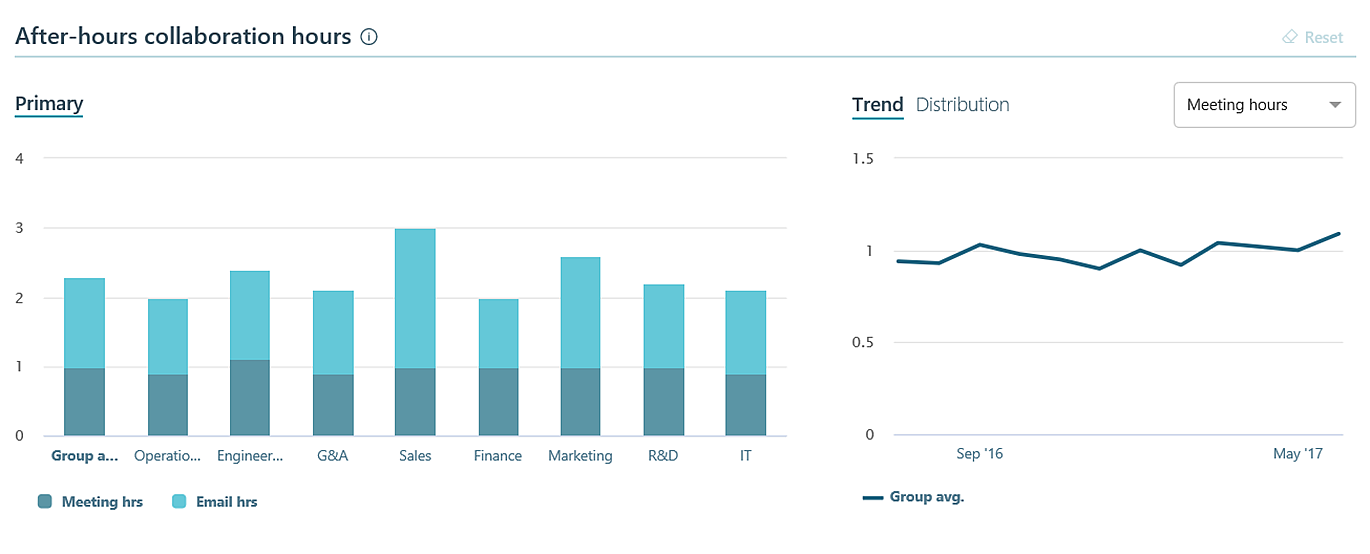 After-hours collaboration hours
Reset
Primary
4
3
2
1
0
Group a... Operatio... Engineer... G&A Sales Finance Marketing R&D IT
Meeting hrs Email hrs
Trend Distribution
Meeting hours
1.5
1
0.5
0
Sep '16 May '17
Group avg.